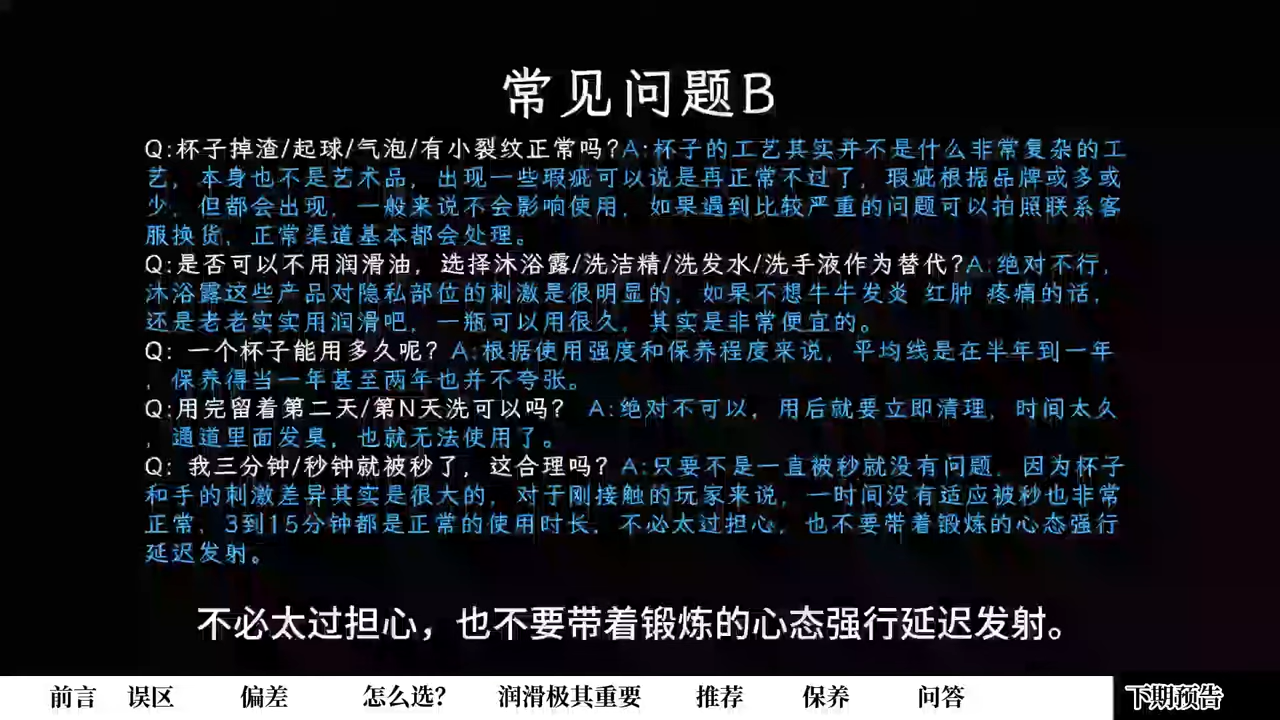 常见问题B
Q:杯子掉渣/起球/气泡/有小裂纹正常吗?A:杯子的工艺其实并不是什么非常复杂的工
艺，本身也不是艺术品，出现一些瑕疵可以说是再正常不过了，瑕疵根据品牌或多或
少，但都会出现，一般来说不会影响使用，如果遇到比较严重的问题可以拍照联系客
服换货，正常渠道基本都会处理。
Q:是否可以不用润滑油，选择沐浴露/洗洁精/洗发水/洗手液作为替代?A:绝对不行，
沐浴露这些产品对隐私部位的刺激是很明显的，如果不想牛牛发炎 红肿 疼痛的话，
还是老老实实用润滑吧，一瓶可以用很久，其实是非常便宜的。
Q: 一个杯子能用多久呢? A:根据使用强度和保养程度来说，平均线是在半年到一年
，保养得当一年甚至两年也并不夸张。
Q:用完留着第二天/第N天洗可以吗? A:绝对不可以，用后就要立即清理，时间太久
，通道里面发臭，也就无法使用了。
Q: 我三分钟/秒钟就被秒了，这合理吗? A:只要不是一直被秒就没有问题，因为杯子
和手的刺激差异其实是很大的，对于刚接触的玩家来说，一时间没有适应被秒也非常
正常，3到15分钟都是正常的使用时长，不必太过担心，也不要带着锻炼的心态强行
延迟发射。
不必太过担心，也不要带着锻炼的心态强行延迟发射。
前言 误区 偏差 怎么选? 润滑极其重要 推荐 保养 问答 下期预告